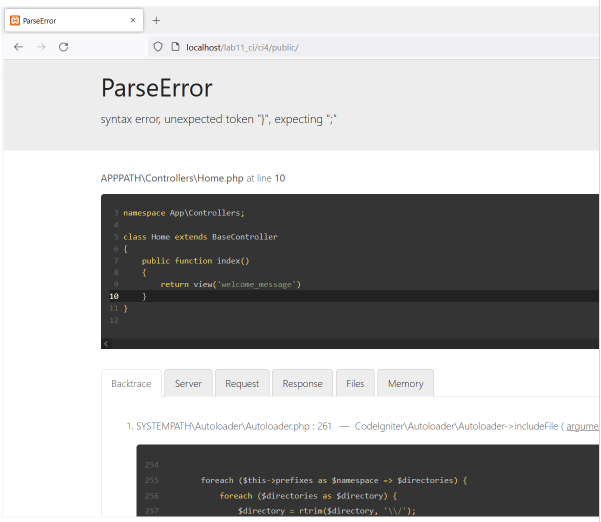 ParseError
localhost/lab11_ci/ci4/public/
ParseError
syntax error, unexpected token "}", expecting ";"
APPPATH\Controllers\Home.php at line 10
3 namespace App\Controllers;
4
5 class Home extends BaseController
6 {
7 public function index()
8 {
9 return view('welcome_message')
10 }
11 }
12
Backtrace Server Request Response Files Memory
1. SYSTEMPATH\Autoloader\Autoloader.php : 261 — CodeIgniter\Autoloader\Autoloader->includeFile ( argume
254
255 foreach ($this->prefixes as $namespace => $directories) {
256 foreach ($directories as $directory) {
257 $directory = rtrim($directory, '\\/');